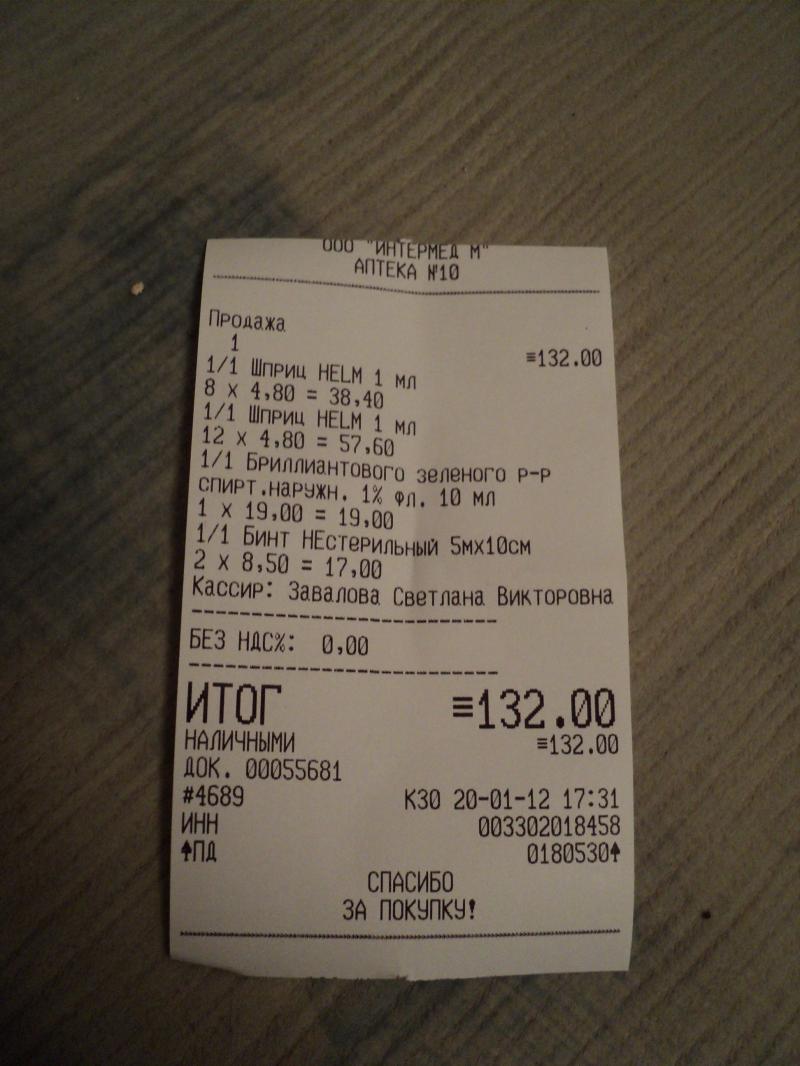 ООО "ИНТЕРМЕД М"
АПТЕКА №10
Продажа
1
≡132.00
1/1 Шприц HELM 1 мл
8 x 4,80 = 38,40
1/1 Шприц HELM 1 мл
12 x 4,80 = 57,60
1/1 Бриллиантового зеленого р-р
спирт.наружн. 1% фл. 10 мл
1 x 19,00 = 19,00
1/1 Бинт НЕстерильный 5мх10см
2 x 8,50 = 17,00
Кассир: Завалова Светлана Викторовна
БЕЗ НДС%: 0,00
ИТОГ ≡132.00
НАЛИЧНЫМИ ≡132.00
ДОК. 00055681
#4689 К30 20-01-12 17:31
ИНН 003302018458
ПД 0180530
СПАСИБО
ЗА ПОКУПКУ!